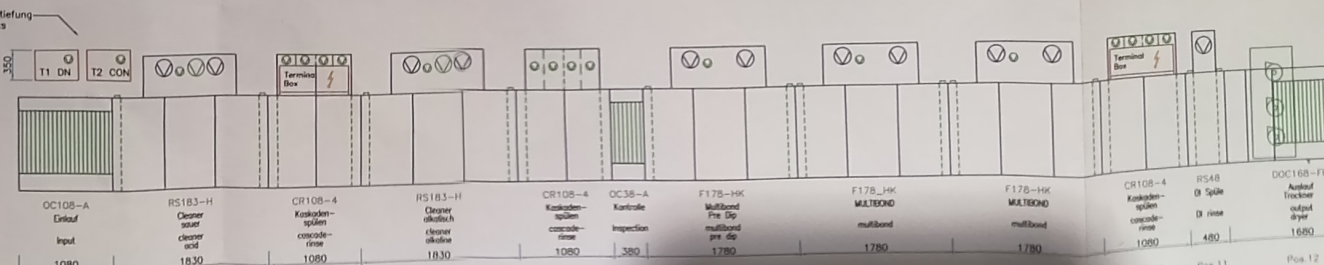 tiefung
350
T1 DN
T2 CON
Terminal
Box
Terminal
Box
OC108-A
Einlauf
Input
1080
RS183-H
Cleaner
sauer
cleaner
acid
1830
CR108-4
Kaskaden-
spülen
cascade-
rinse
1080
RS183-H
Cleaner
alkalisch
cleaner
alkaline
1830
CR108-4
Kaskaden-
spülen
cascade-
rinse
1080
OC38-A
Kontrolle
Inspection
380
F178-HK
Multibond
Pre Dip
multibond
pre dip
1780
F178_HK
MULTIBOND
multibond
1780
F178-HK
MULTIBOND
multibond
1780
CR108-4
Kaskaden-
spülen
cascade-
rinse
1080
RS48
DI Spüle
DI rinse
480
DOC168-F
Auslauf
Trockner
output
dryer
1680
Pos.11
Pos.12